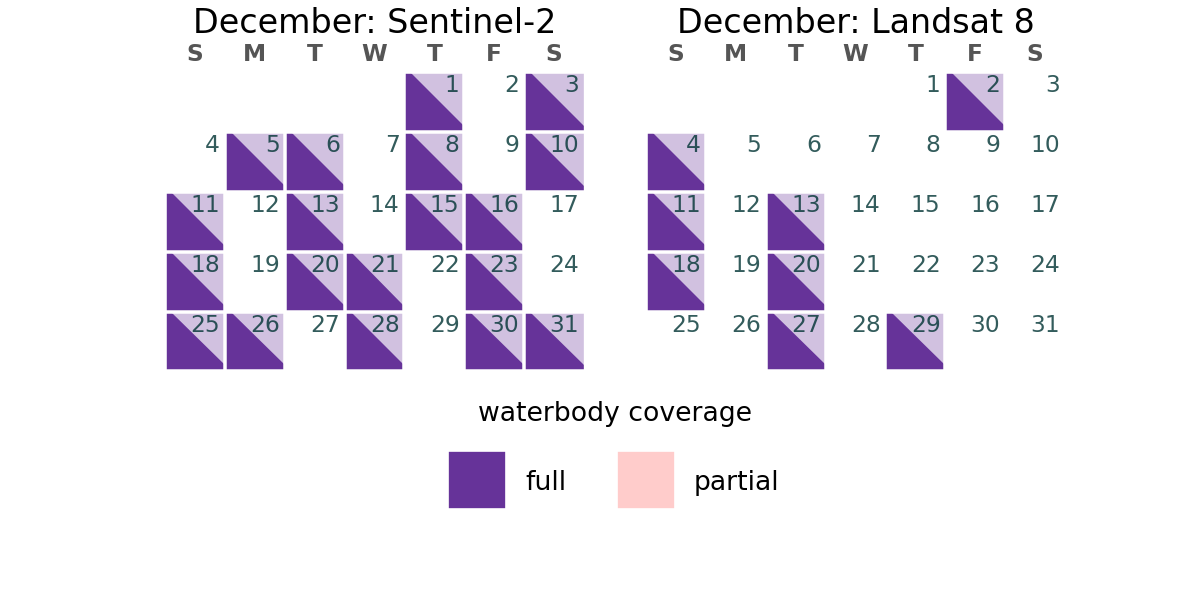 December: Sentinel-2
S M T W T F S
1 2 3
4 5 6 7 8 9 10
11 12 13 14 15 16 17
18 19 20 21 22 23 24
25 26 27 28 29 30 31
December: Landsat 8
S M T W T F S
1 2 3
4 5 6 7 8 9 10
11 12 13 14 15 16 17
18 19 20 21 22 23 24
25 26 27 28 29 30 31
waterbody coverage
full
partial